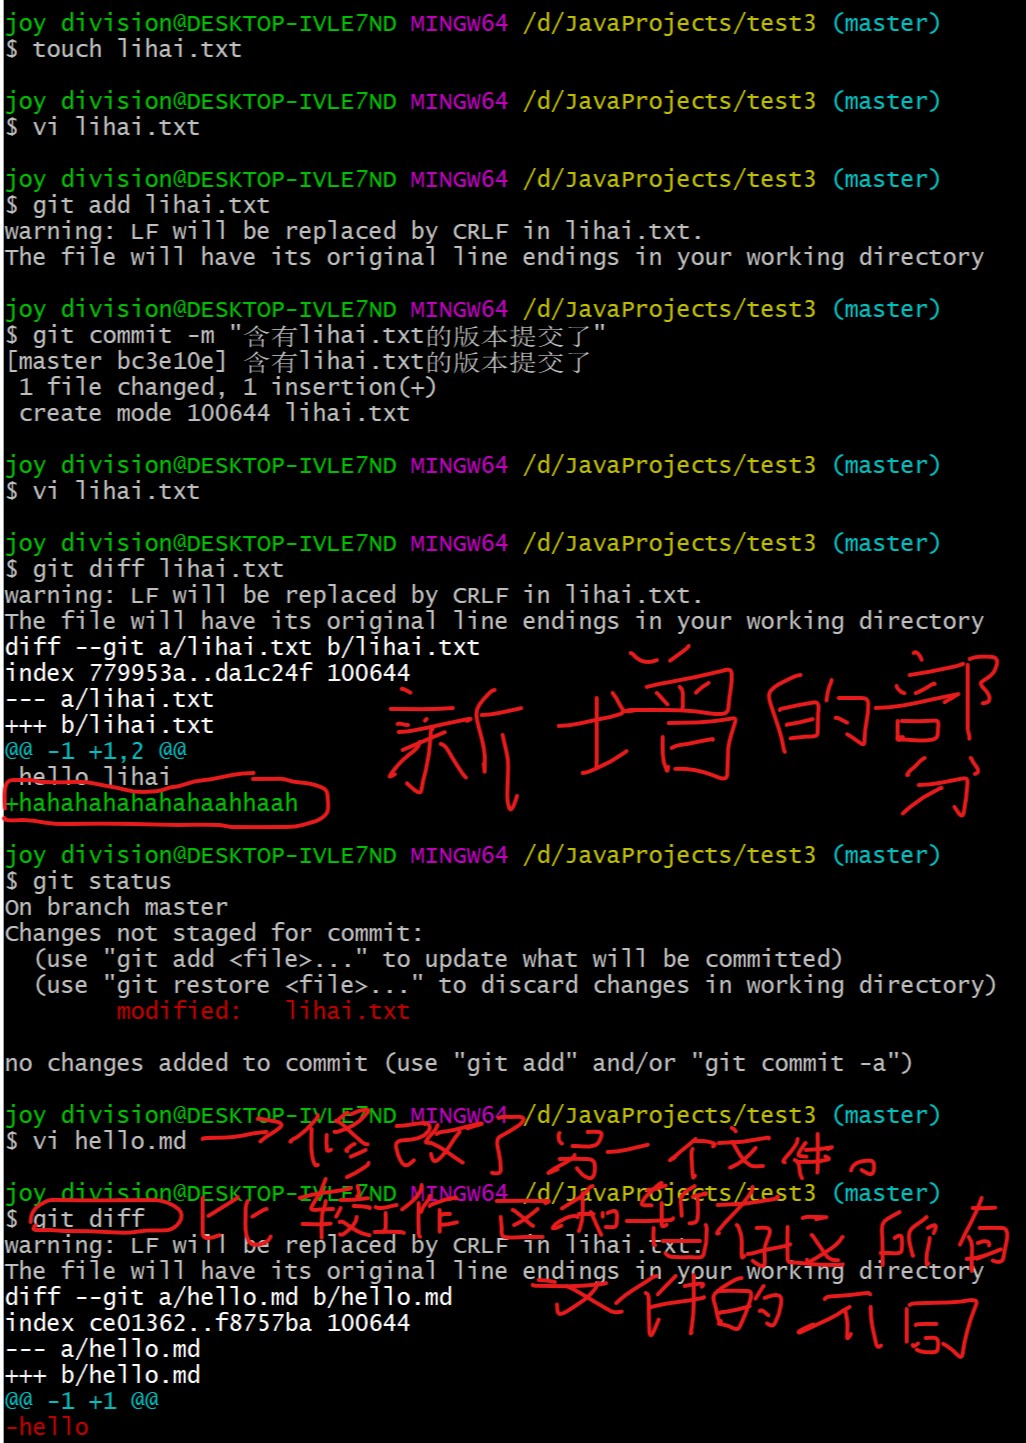 joy division@DESKTOP-IVLE7ND MINGW64 /d/JavaProjects/test3 (master)
$ touch lihai.txt
joy division@DESKTOP-IVLE7ND MINGW64 /d/JavaProjects/test3 (master)
$ vi lihai.txt
joy division@DESKTOP-IVLE7ND MINGW64 /d/JavaProjects/test3 (master)
$ git add lihai.txt
warning: LF will be replaced by CRLF in lihai.txt.
The file will have its original line endings in your working directory
joy division@DESKTOP-IVLE7ND MINGW64 /d/JavaProjects/test3 (master)
$ git commit -m "含有lihai.txt的版本提交了"
[master bc3e10e] 含有lihai.txt的版本提交了
 1 file changed, 1 insertion(+)
 create mode 100644 lihai.txt
joy division@DESKTOP-IVLE7ND MINGW64 /d/JavaProjects/test3 (master)
$ vi lihai.txt
joy division@DESKTOP-IVLE7ND MINGW64 /d/JavaProjects/test3 (master)
$ git diff lihai.txt
warning: LF will be replaced by CRLF in lihai.txt.
The file will have its original line endings in your working directory
diff --git a/lihai.txt b/lihai.txt
index 779953a..da1c24f 100644
--- a/lihai.txt
+++ b/lihai.txt
@@ -1 +1,2 @@
 hello lihai
+hahahahahahahaahhaah
新增的部分
joy division@DESKTOP-IVLE7ND MINGW64 /d/JavaProjects/test3 (master)
$ git status
On branch master
Changes not staged for commit:
  (use "git add <file>..." to update what will be committed)
  (use "git restore <file>..." to discard changes in working directory)
        modified:   lihai.txt
no changes added to commit (use "git add" and/or "git commit -a")
joy division@DESKTOP-IVLE7ND MINGW64 /d/JavaProjects/test3 (master)
$ vi hello.md
修改了另一个文件。
joy division@DESKTOP-IVLE7ND MINGW64 /d/JavaProjects/test3 (master)
$ git diff
比较工作区和暂存区所有
文件的不同
warning: LF will be replaced by CRLF in lihai.txt.
The file will have its original line endings in your working directory
diff --git a/hello.md b/hello.md
index ce01362..f8757ba 100644
--- a/hello.md
+++ b/hello.md
@@ -1 +1 @@
-hello